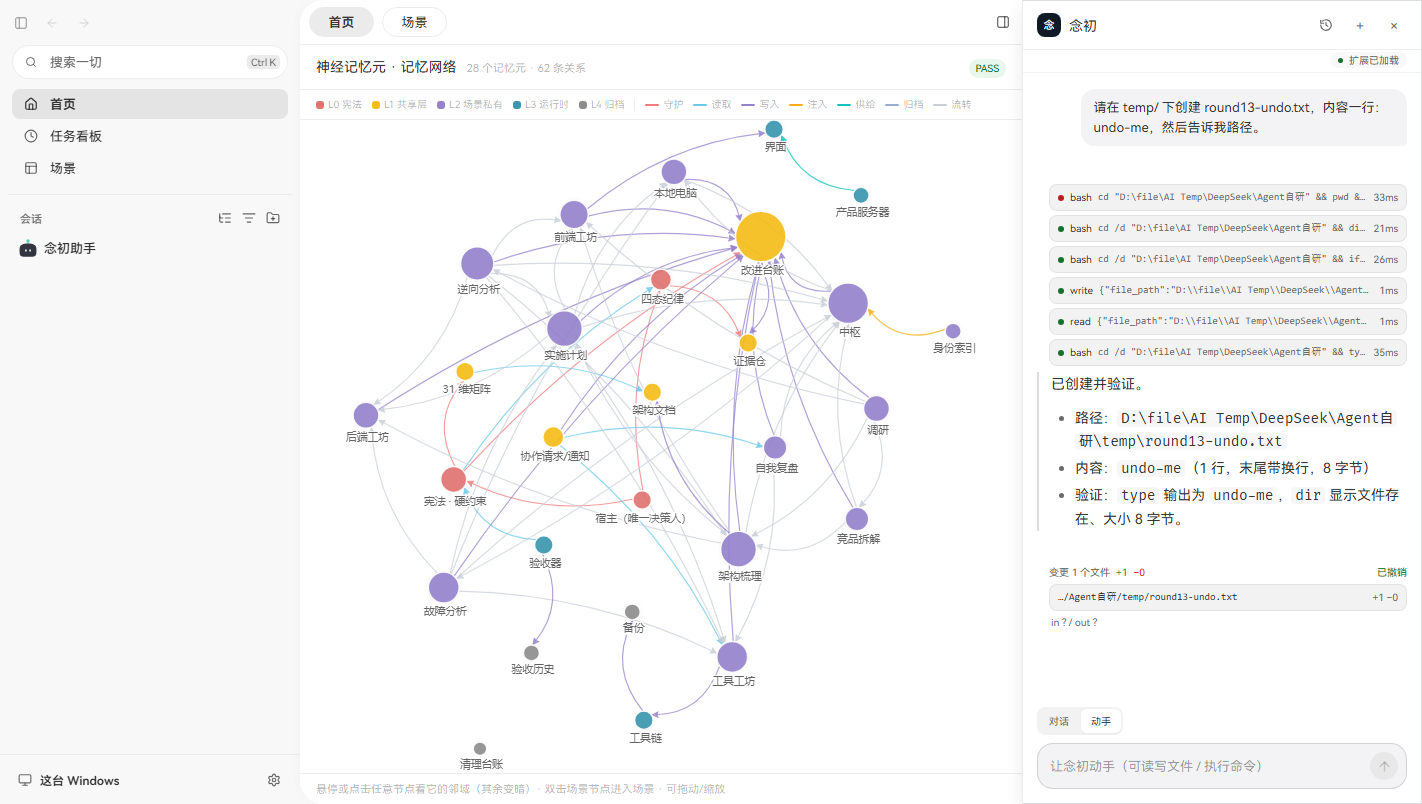 搜索一切
Ctrl K
首页
任务看板
场景
会话
念初助手
这台 Windows
首页
场景
神经记忆元 · 记忆网络
28 个记忆元 · 62 条关系
PASS
L0 宪法
L1 共享层
L2 场景私有
L3 运行时
L4 归档
守护
读取
写入
注入
供给
归档
流转
界面
本地电脑
产品服务器
前端工坊
改进台账
逆向分析
四态纪律
中枢
实施计划
身份索引
证据仓
31 维矩阵
架构文档
后端工坊
调研
协作请求/通知
自我复盘
宪法 · 硬约束
宿主（唯一决策人）
竞品拆解
验收器
架构梳理
故障分析
备份
验收历史
工具工坊
工具链
清理台账
悬停或点击任意节点看它的邻域（其余变暗） · 双击场景节点进入场景 · 可拖动/缩放
念
念初
扩展已加载
请在 temp/ 下创建 round13-undo.txt，内容一行：
undo-me，然后告诉我路径。
bash cd "D:\file\AI Temp\DeepSeek\Agent自研" && pwd &… 33ms
bash cd /d "D:\file\AI Temp\DeepSeek\Agent自研" && di… 21ms
bash cd /d "D:\file\AI Temp\DeepSeek\Agent自研" && if… 26ms
write {"file_path":"D:\\file\\AI Temp\\DeepSeek\\Agent… 1ms
read {"file_path":"D:\\file\\AI Temp\\DeepSeek\\Agent… 1ms
bash cd /d "D:\file\AI Temp\DeepSeek\Agent自研" && ty… 35ms
已创建并验证。
路径： D:\file\AI Temp\DeepSeek\Agent自
研\temp\round13-undo.txt
内容： undo-me （1 行，末尾带换行，8 字节）
验证： type 输出为 undo-me ，dir 显示文件存
在、大小 8 字节。
变更 1 个文件 +1 −0
已撤销
…/Agent自研/temp/round13-undo.txt
+1 −0
in ? / out ?
对话
动手
让念初动手（可读写文件 / 执行命令）